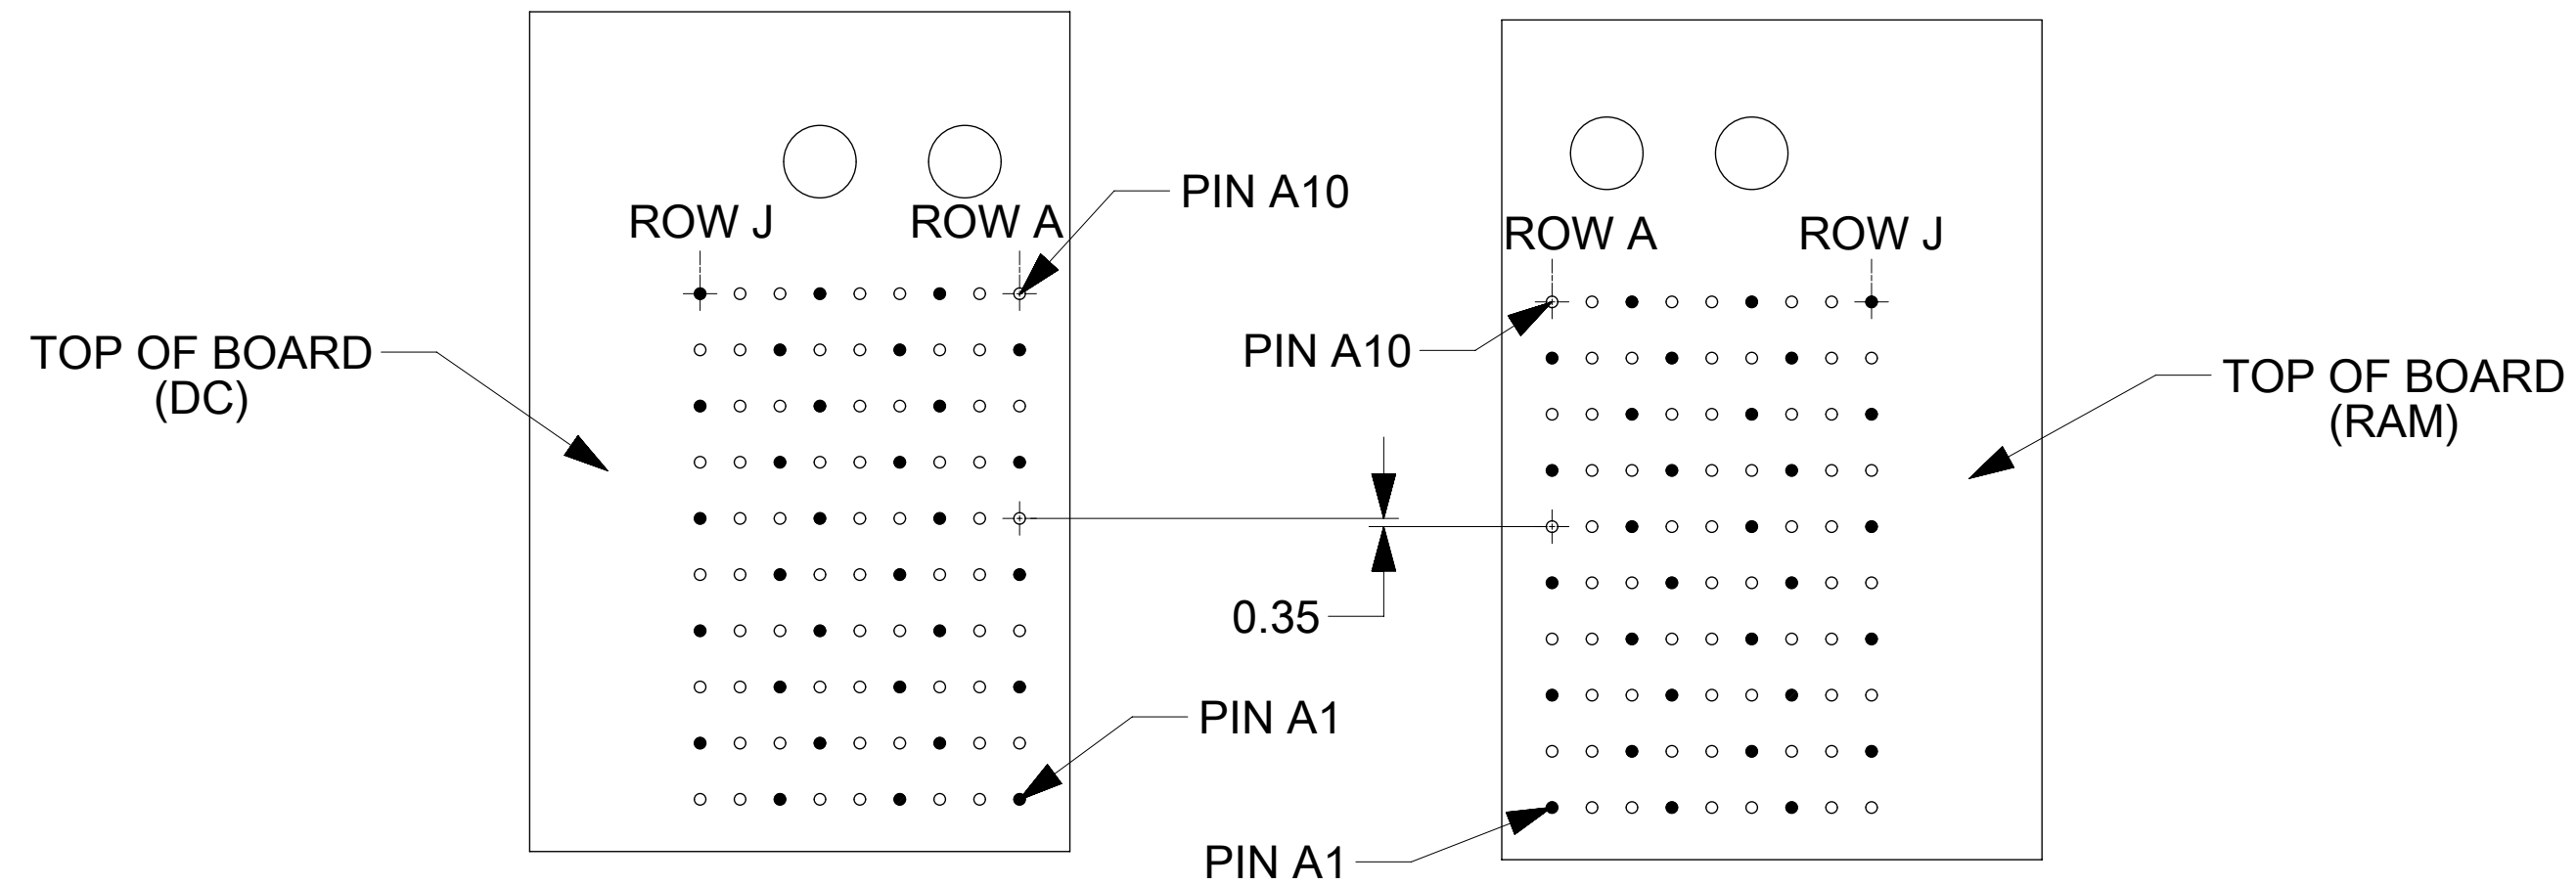 PIN A10
ROW J
ROW A
ROW A
ROW J
TOP OF BOARD
(DC)
PIN A10
TOP OF BOARD
(RAM)
0.35
PIN A1
PIN A1